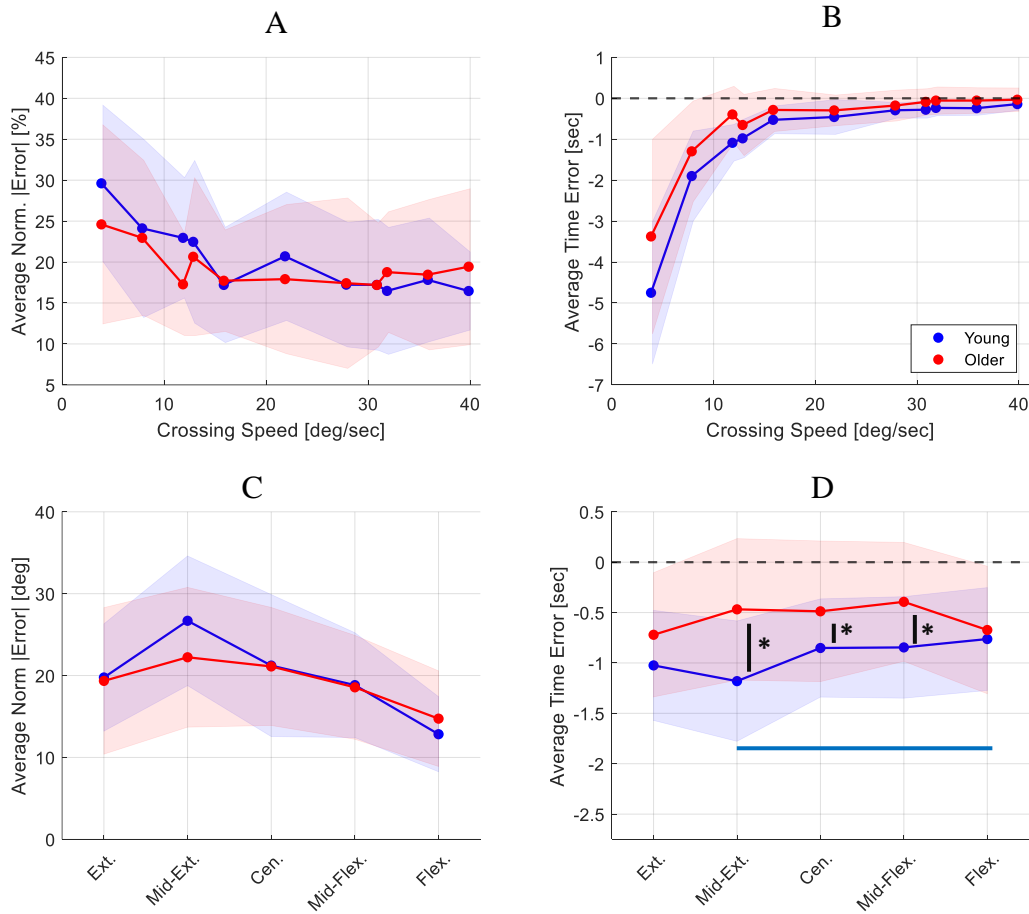 A
Average Norm. |Error| [%]
45
40
35
30
25
20
15
10
5
0
10
20
30
40
Crossing Speed [deg/sec]
B
Average Time Error [sec]
1
0
-1
-2
-3
-4
-5
-6
-7
0
10
20
30
40
Crossing Speed [deg/sec]
Young
Older
C
Average Norm |Error| [deg]
40
30
20
10
0
Ext.
Mid-Ext.
Cen.
Mid-Flex.
Flex.
D
Average Time Error [sec]
0.5
0
-0.5
-1
-1.5
-2
-2.5
*
*
*
Ext.
Mid-Ext.
Cen.
Mid-Flex.
Flex.